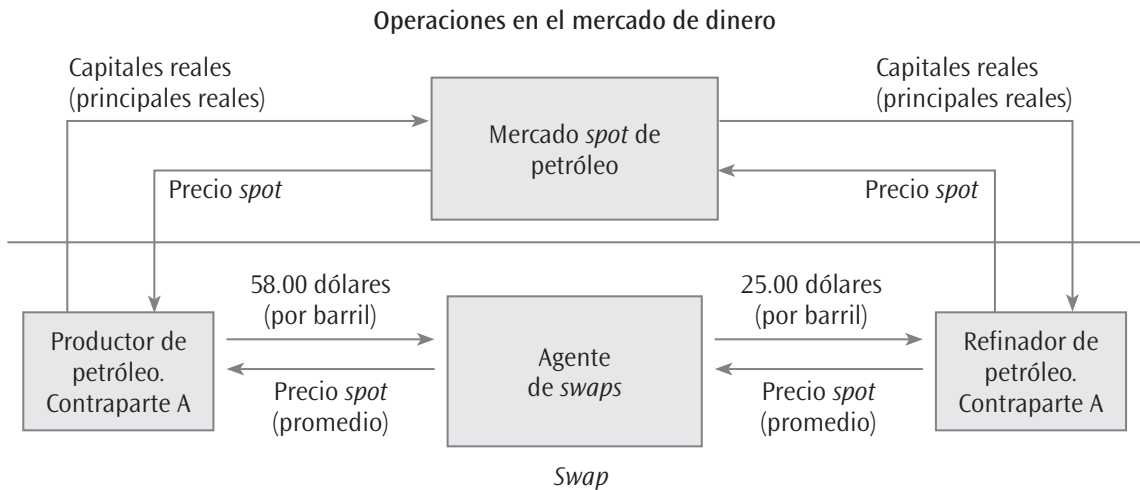 Operaciones en el mercado de dinero
Capitales reales
(principales reales)
Capitales reales
(principales reales)
Mercado spot de
petróleo
Precio spot
Precio spot
58.00 dólares
(por barril)
25.00 dólares
(por barril)
Productor de
petróleo.
Contraparte A
Agente
de swaps
Refinador de
petróleo.
Contraparte A
Precio spot
(promedio)
Precio spot
(promedio)
Swap